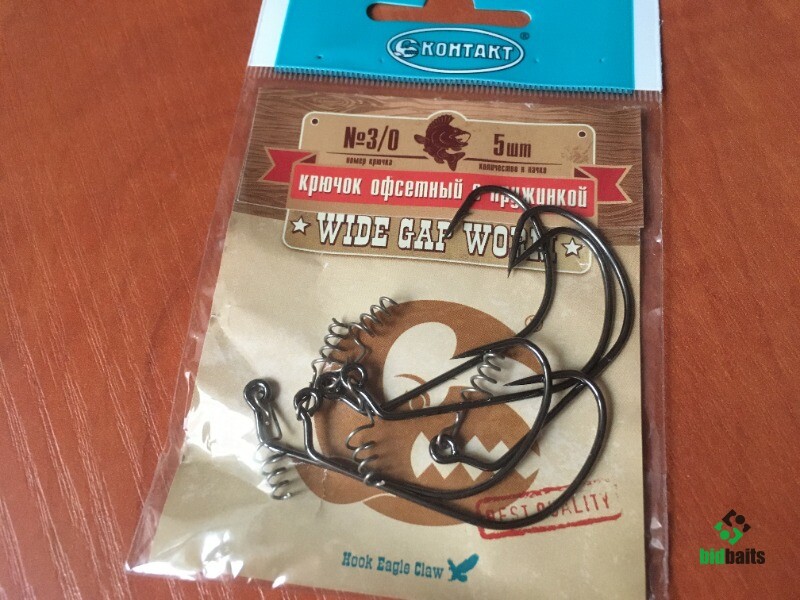 КОНТАКТ ®
№3/0 5шт
номер крючка количество в пачке
крючок офсетный с пружинкой
WIDE GAP WORM
BEST QUALITY
Hook Eagle Claw
bidbaits